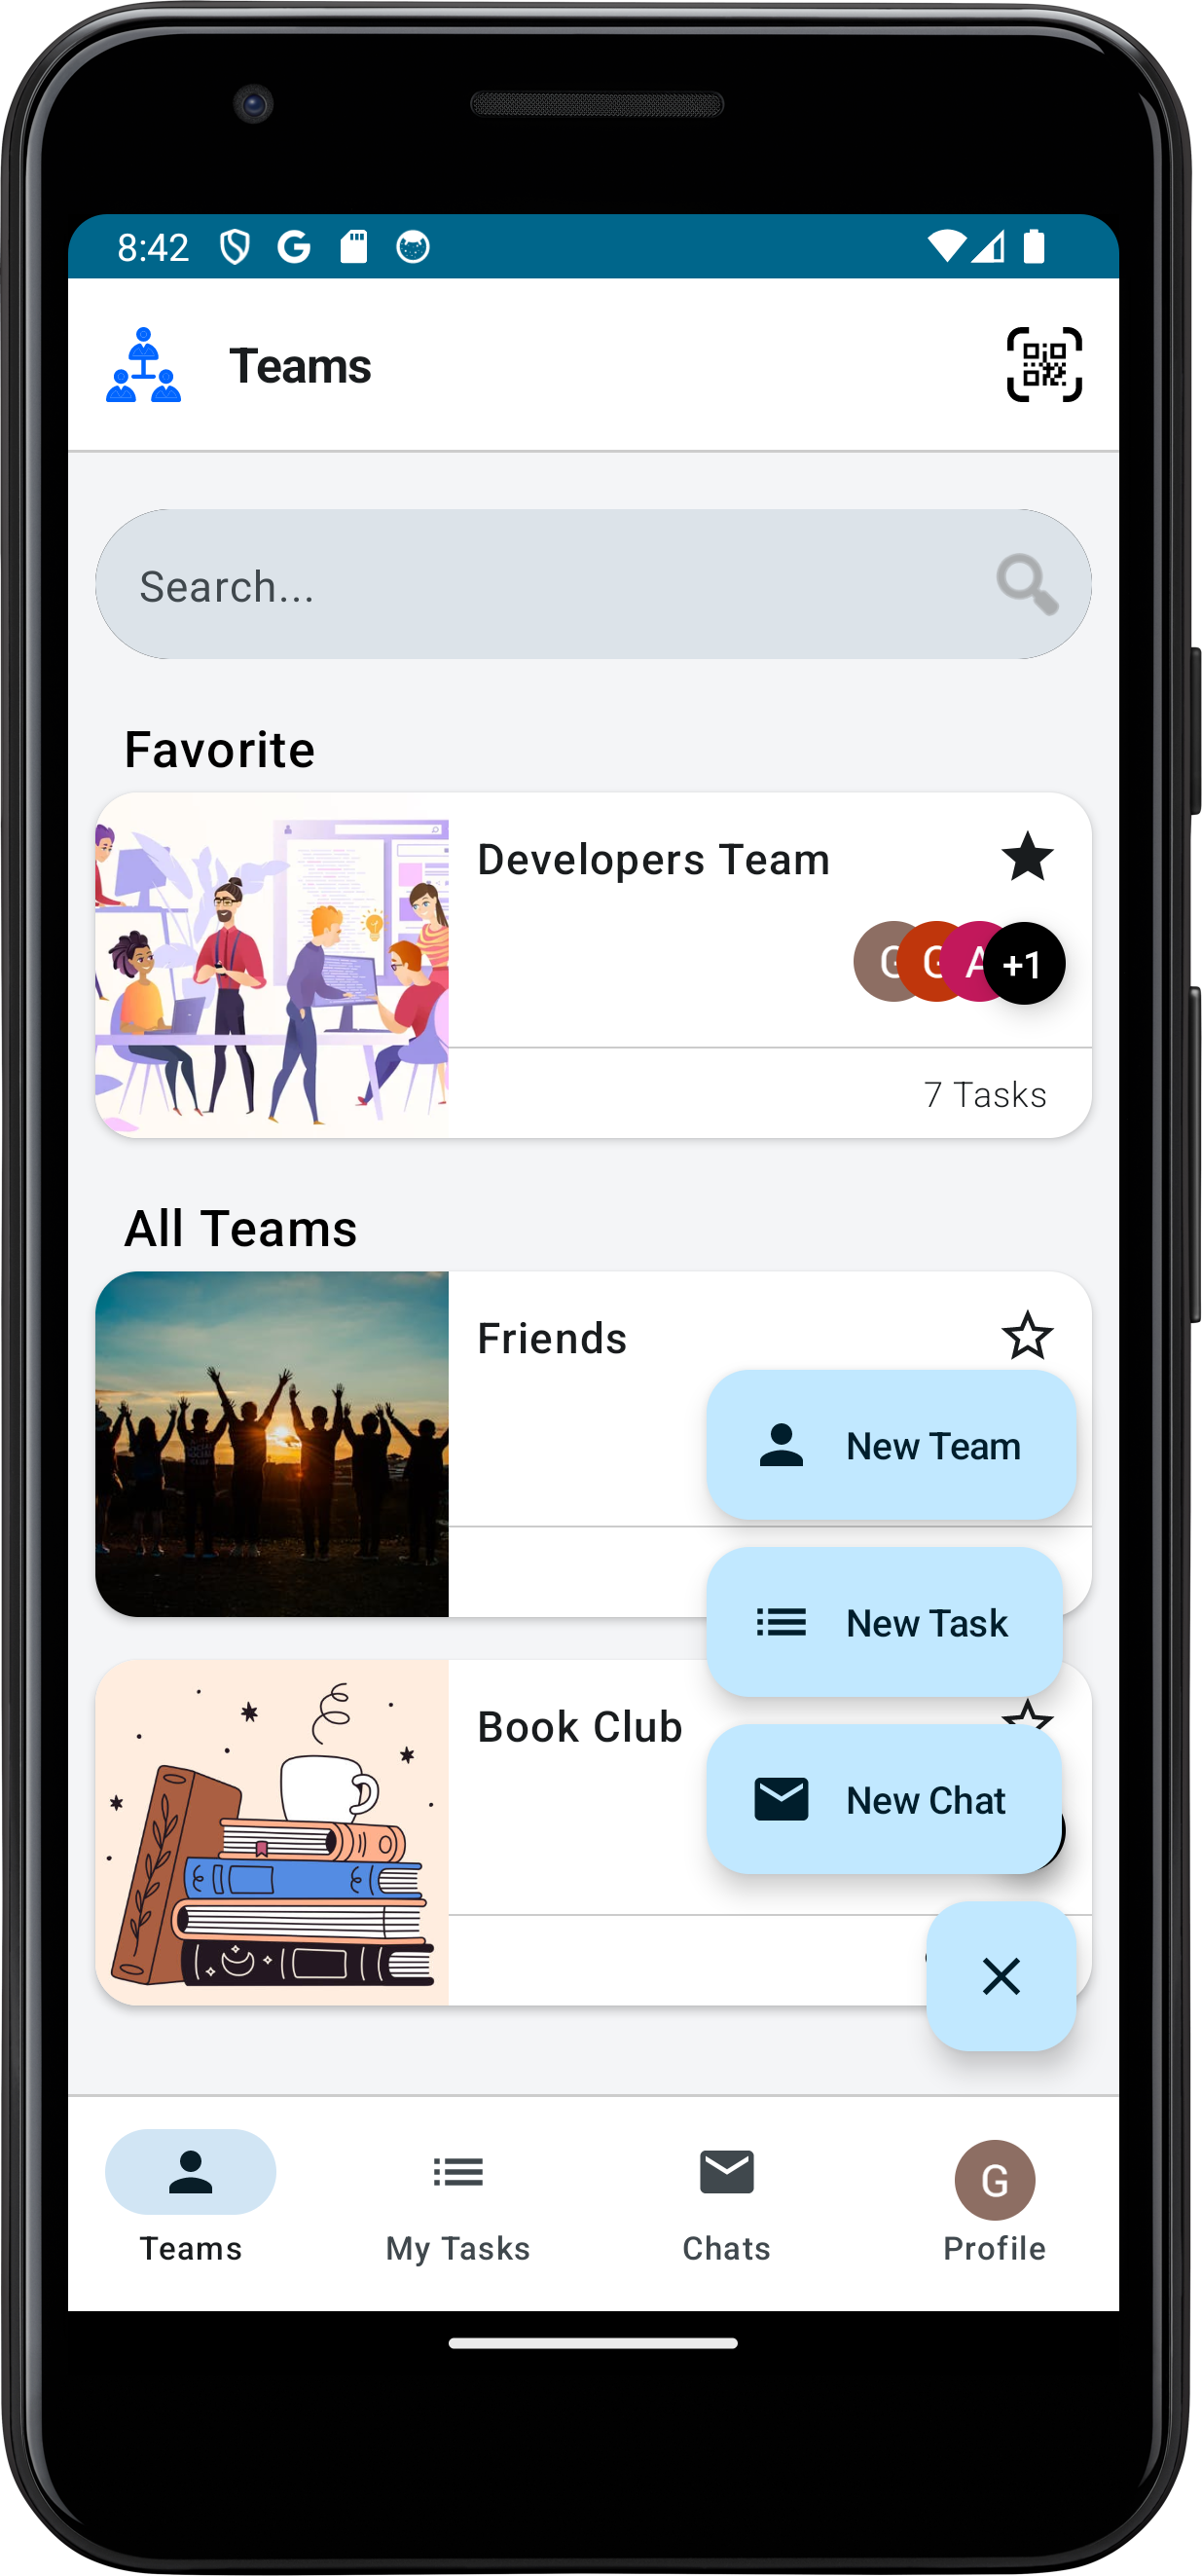 8:42
Teams
Search...
Favorite
Developers Team
G G A +1
7 Tasks
All Teams
Friends
New Team
New Task
Book Club
New Chat
Teams
My Tasks
Chats
G
Profile